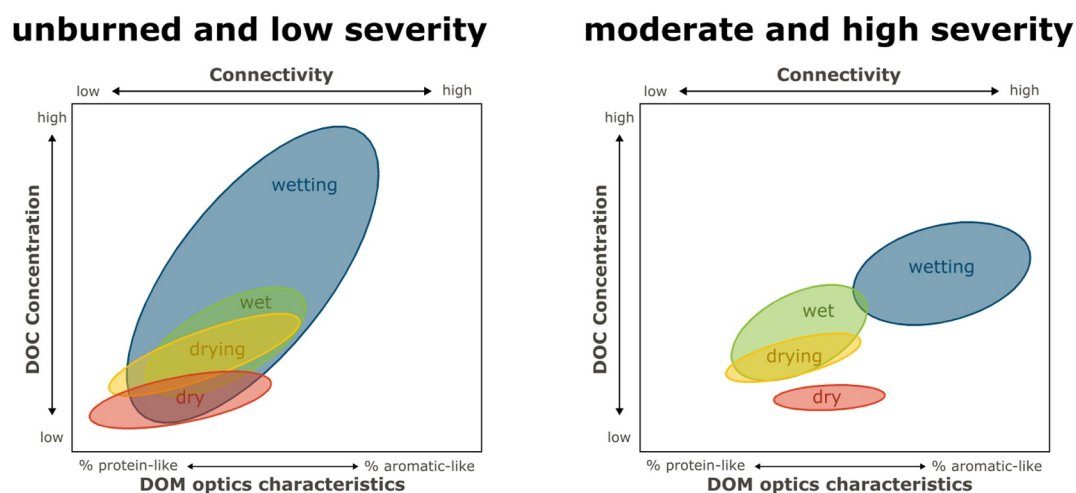 unburned and low severity
Connectivity
low high
high
DOC Concentration
low
wetting
wet
drying
dry
% protein-like % aromatic-like
DOM optics characteristics
moderate and high severity
Connectivity
low high
high
DOC Concentration
low
wetting
wet
drying
dry
% protein-like % aromatic-like
DOM optics characteristics